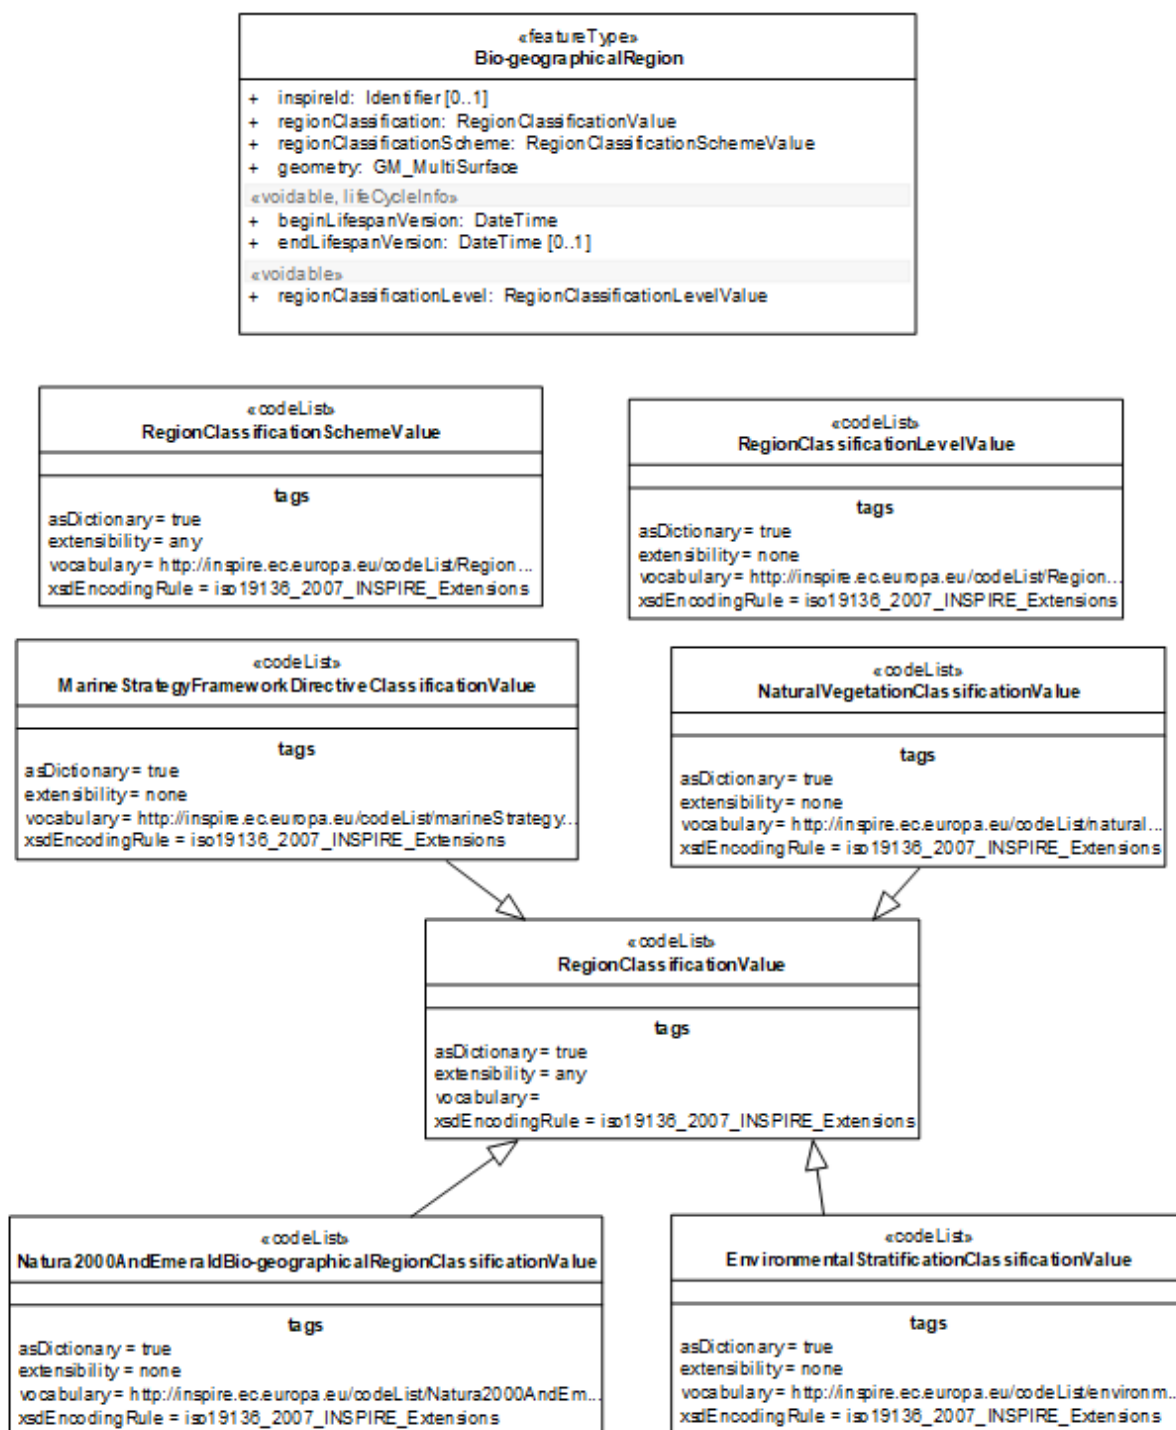 «featureType»
Bio-geographicalRegion
+ inspireId: Identifier [0..1]
+ regionClassification: RegionClassificationValue
+ regionClassificationScheme: RegionClassificationSchemeValue
+ geometry: GM_MultiSurface
«voidable, lifeCycleInfo»
+ beginLifespanVersion: DateTime
+ endLifespanVersion: DateTime [0..1]
«voidable»
+ regionClassificationLevel: RegionClassificationLevelValue
«codeList»
RegionClassificationSchemeValue
tags
asDictionary = true
extensibility = any
vocabulary = http://inspire.ec.europa.eu/codeList/Region...
xsdEncodingRule = iso19136_2007_INSPIRE_Extensions
«codeList»
RegionClassificationLevelValue
tags
asDictionary = true
extensibility = none
vocabulary = http://inspire.ec.europa.eu/codeList/Region...
xsdEncodingRule = iso19136_2007_INSPIRE_Extensions
«codeList»
MarineStrategyFrameworkDirectiveClassificationValue
tags
asDictionary = true
extensibility = none
vocabulary = http://inspire.ec.europa.eu/codeList/marineStrategy...
xsdEncodingRule = iso19136_2007_INSPIRE_Extensions
«codeList»
NaturalVegetationClassificationValue
tags
asDictionary = true
extensibility = none
vocabulary = http://inspire.ec.europa.eu/codeList/natural...
xsdEncodingRule = iso19136_2007_INSPIRE_Extensions
«codeList»
RegionClassificationValue
tags
asDictionary = true
extensibility = any
vocabulary =
xsdEncodingRule = iso19136_2007_INSPIRE_Extensions
«codeList»
Natura2000AndEmeraldBio-geographicalRegionClassificationValue
tags
asDictionary = true
extensibility = none
vocabulary = http://inspire.ec.europa.eu/codeList/Natura2000AndEm...
xsdEncodingRule = iso19136_2007_INSPIRE_Extensions
«codeList»
EnvironmentalStratificationClassificationValue
tags
asDictionary = true
extensibility = none
vocabulary = http://inspire.ec.europa.eu/codeList/environm...
xsdEncodingRule = iso19136_2007_INSPIRE_Extensions